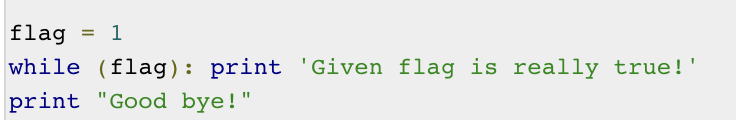 flag = 1
while (flag): print 'Given flag is really true!'
print "Good bye!"